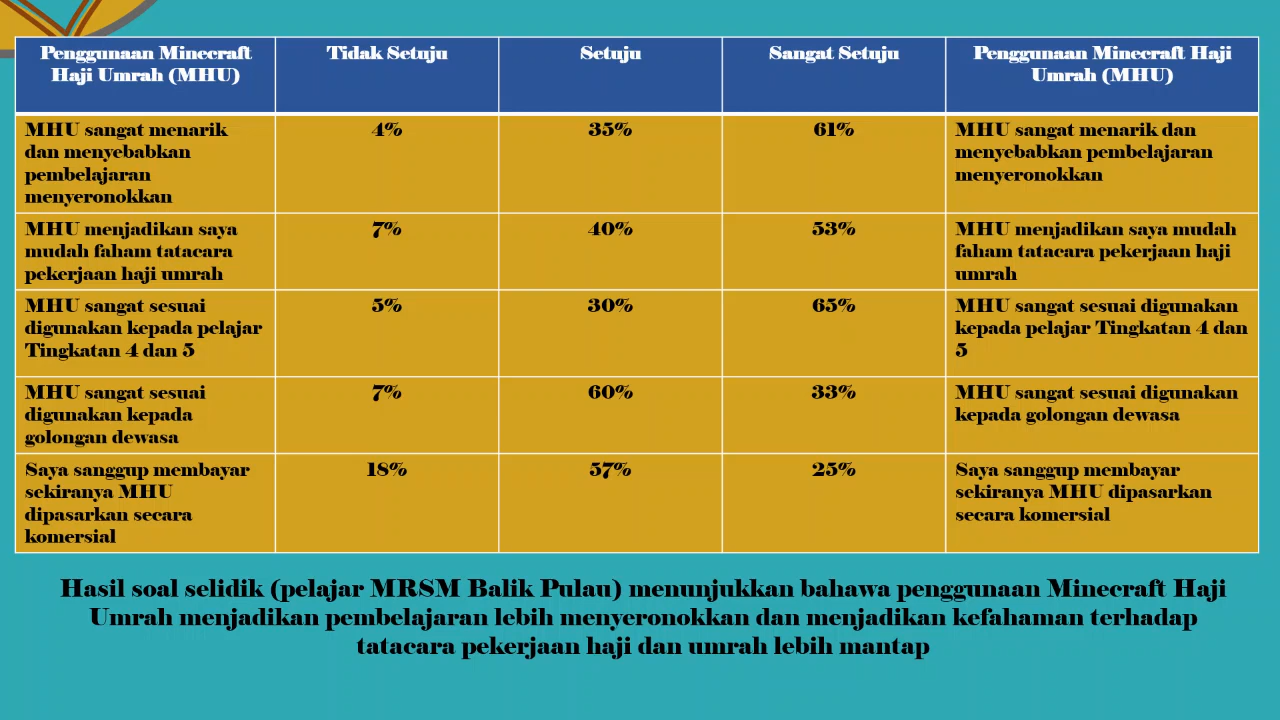 Penggunaan Minecraft
Haji Umrah (MHU)
Tidak Setuju
Setuju
Sangat Setuju
Penggunaan Minecraft Haji
Umrah (MHU)
MHU sangat menarik
dan menyebabkan
pembelajaran
menyeronokkan
4%
35%
61%
MHU sangat menarik dan
menyebabkan pembelajaran
menyeronokkan
MHU menjadikan saya
mudah faham tatacara
pekerjaan haji umrah
7%
40%
53%
MHU menjadikan saya mudah
faham tatacara pekerjaan haji
umrah
MHU sangat sesuai
digunakan kepada pelajar
Tingkatan 4 dan 5
5%
30%
65%
MHU sangat sesuai digunakan
kepada pelajar Tingkatan 4 dan
5
MHU sangat sesuai
digunakan kepada
golongan dewasa
7%
60%
33%
MHU sangat sesuai digunakan
kepada golongan dewasa
Saya sanggup membayar
sekiranya MHU
dipasarkan secara
komersial
18%
57%
25%
Saya sanggup membayar
sekiranya MHU dipasarkan
secara komersial
Hasil soal selidik (pelajar MRSM Balik Pulau) menunjukkan bahawa penggunaan Minecraft Haji
Umrah menjadikan pembelajaran lebih menyeronokkan dan menjadikan kefahaman terhadap
tatacara pekerjaan haji dan umrah lebih mantap